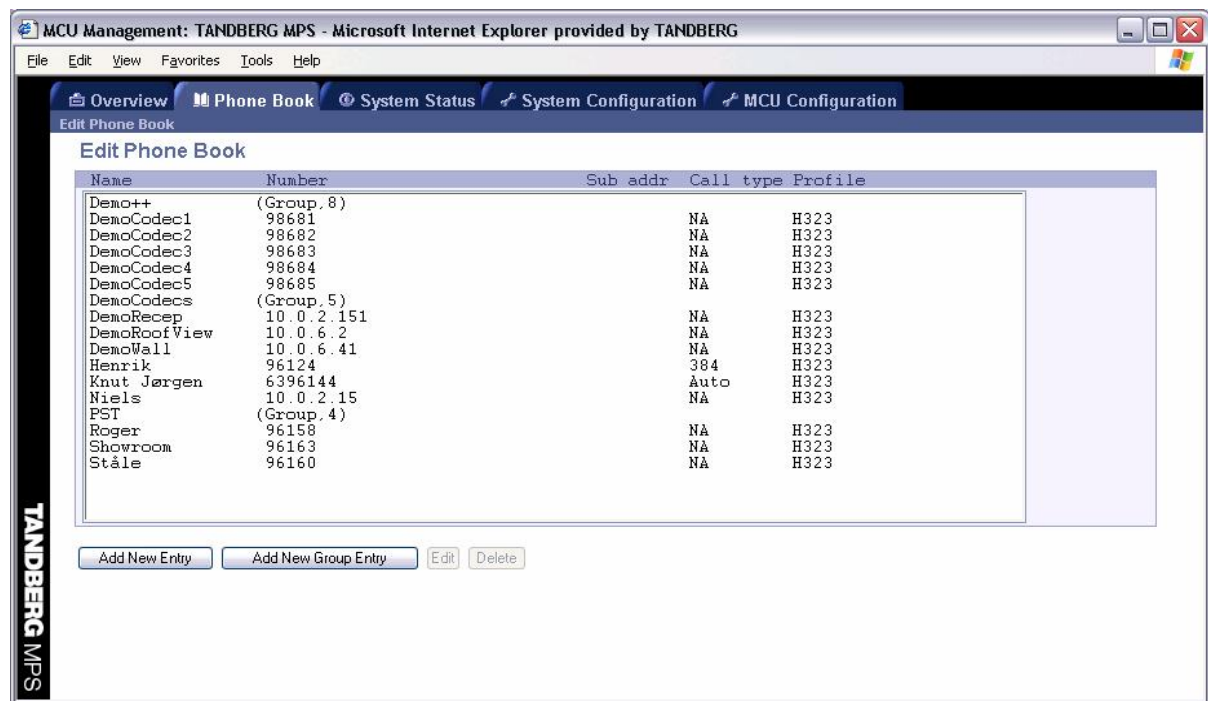 MCU Management: TANDBERG MPS - Microsoft Internet Explorer provided by TANDBERG
File Edit View Favorites Tools Help
Overview Phone Book System Status System Configuration MCU Configuration
Edit Phone Book
Edit Phone Book
Name Number Sub addr Call type Profile
Demo++ (Group,8)
DemoCodec1 98681 NA H323
DemoCodec2 98682 NA H323
DemoCodec3 98683 NA H323
DemoCodec4 98684 NA H323
DemoCodec5 98685 NA H323
DemoCodecs (Group,5)
DemoRecep 10.0.2.151 NA H323
DemoRoofView 10.0.6.2 NA H323
DemoWall 10.0.6.41 NA H323
Henrik 96124 384 H323
Knut Jørgen 6396144 Auto H323
Niels 10.0.2.15 NA H323
PST (Group,4)
Roger 96158 NA H323
Showroom 96163 NA H323
Ståle 96160 NA H323
Add New Entry Add New Group Entry Edit Delete
TANDBERG MPS